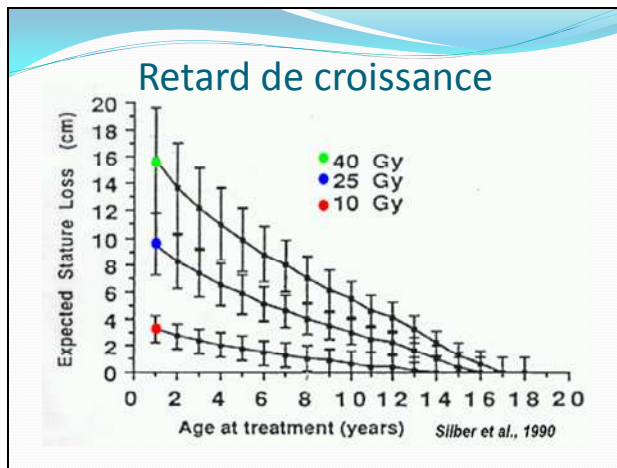 Retard de croissance
Expected Stature Loss (cm)
20
18
16
14
12
10
8
6
4
2
0
40 Gy
25 Gy
10 Gy
0 2 4 6 8 10 12 14 16 18 20
Age at treatment (years)
Silber et al., 1990